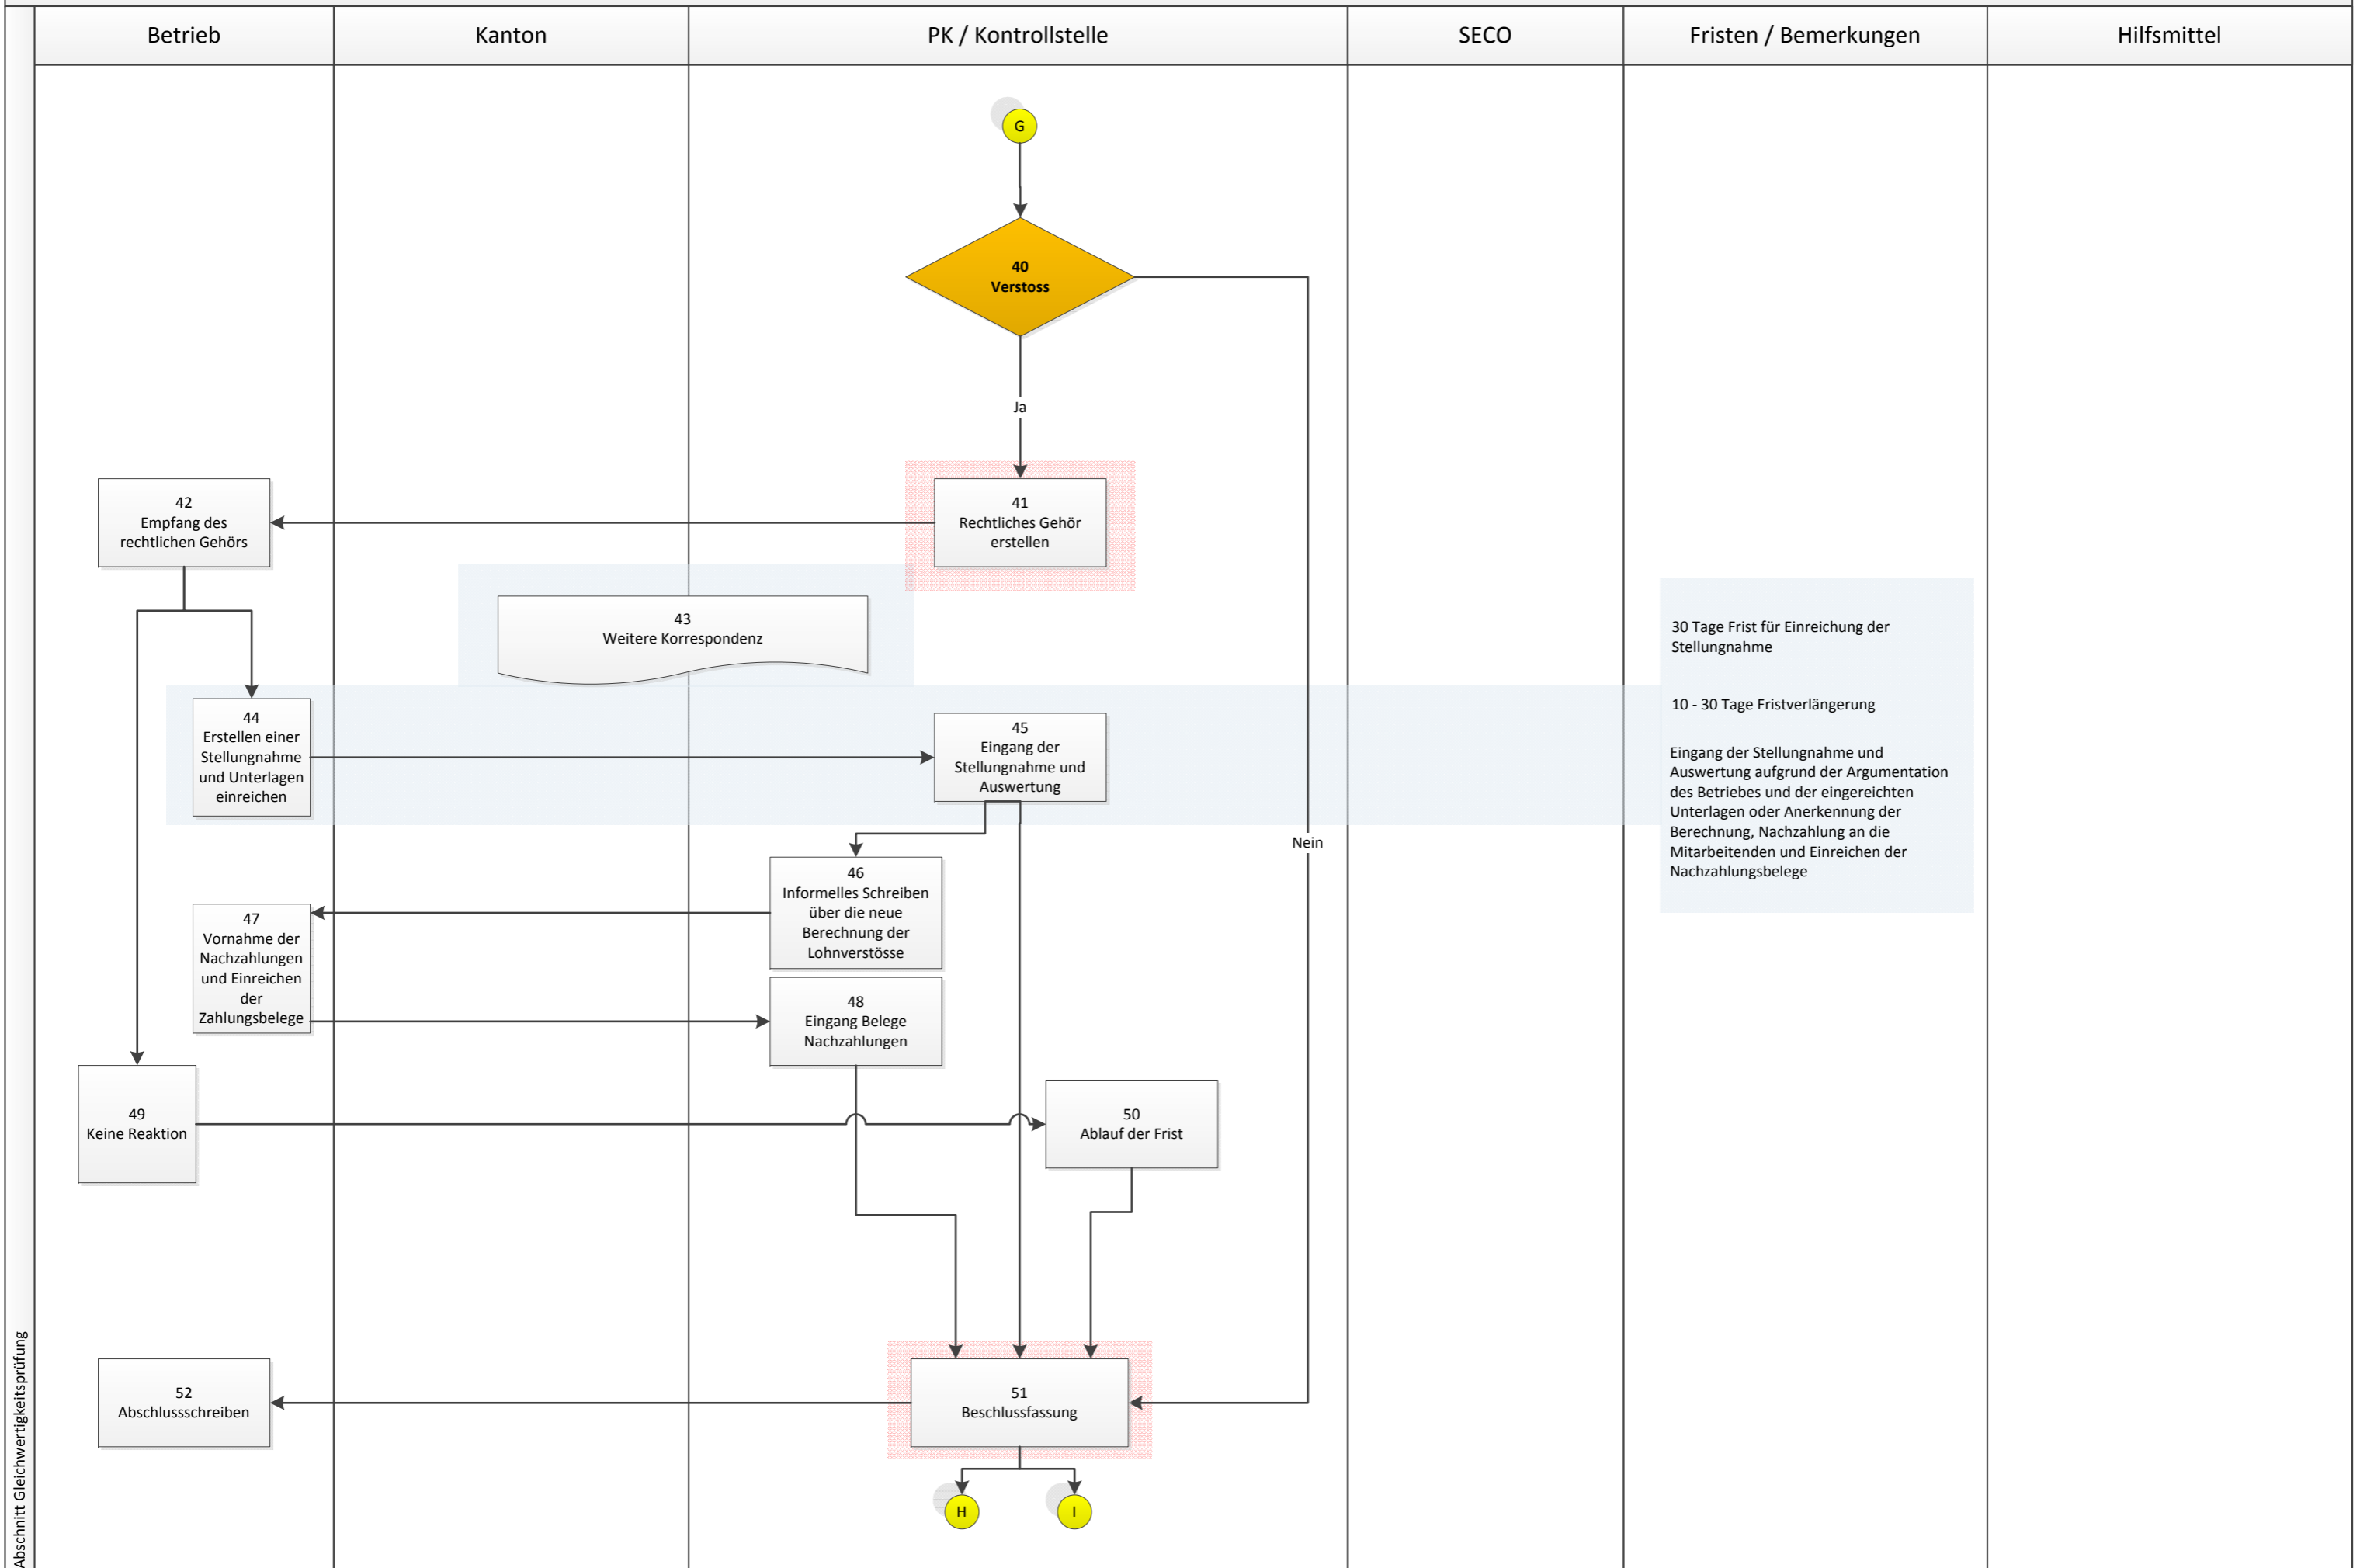 Betrieb
Kanton
PK / Kontrollstelle
SECO
Fristen / Bemerkungen
Hilfsmittel
G
40
Verstoss
Ja
41
Rechtliches Gehör
erstellen
42
Empfang des
rechtlichen Gehörs
43
Weitere Korrespondenz
30 Tage Frist für Einreichung der
Stellungnahme
10 - 30 Tage Fristverlängerung
Eingang der Stellungnahme und
Auswertung aufgrund der Argumentation
des Betriebes und der eingereichten
Unterlagen oder Anerkennung der
Berechnung, Nachzahlung an die
Mitarbeitenden und Einreichen der
Nachzahlungsbelege
44
Erstellen einer
Stellungnahme
und Unterlagen
einreichen
45
Eingang der
Stellungnahme und
Auswertung
Nein
46
Informelles Schreiben
über die neue
Berechnung der
Lohnverstösse
47
Vornahme der
Nachzahlungen
und Einreichen
der
Zahlungsbelege
48
Eingang Belege
Nachzahlungen
49
Keine Reaktion
50
Ablauf der Frist
51
Beschlussfassung
52
Abschlussschreiben
H
I
Abschnitt Gleichwertigkeitsprüfung